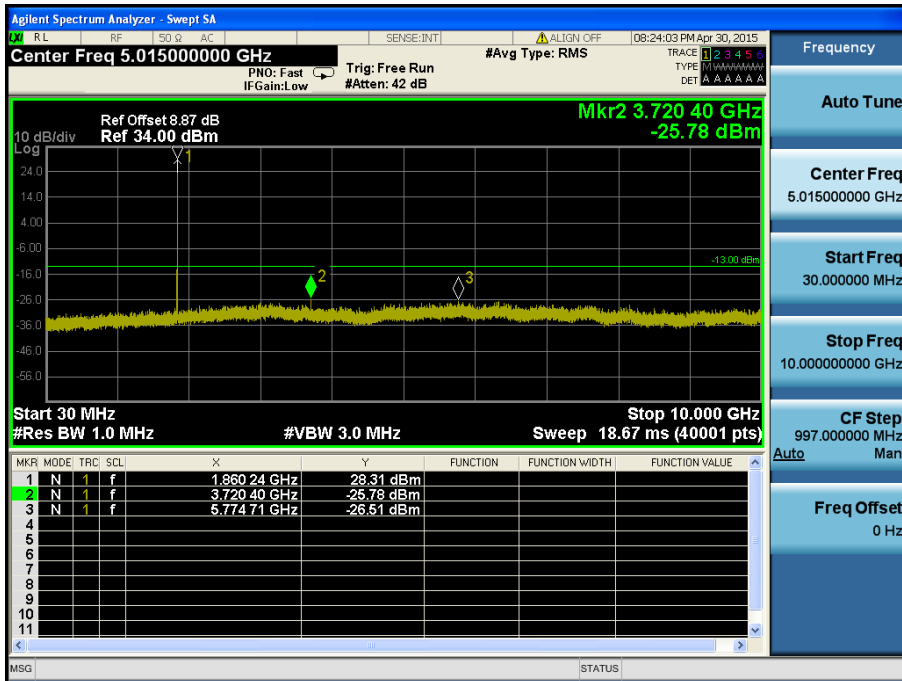 Agilent Spectrum Analyzer - Swept SA
LXI RL RF 50 Ω AC SENSE:INT ALIGN OFF 08:24:03 PM Apr 30, 2015
Center Freq 5.015000000 GHz
PNO: Fast
IFGain:Low
Trig: Free Run
#Atten: 42 dB
#Avg Type: RMS
TRACE 1 2 3 4 5 6
TYPE M W W W W W
DET A A A A A A
Mkr2 3.720 40 GHz
-25.78 dBm
Ref Offset 8.87 dB
Ref 34.00 dBm
10 dB/div
Log
24.0
14.0
4.00
-6.00
-16.0
-26.0
-36.0
-46.0
-56.0
1
2
3
-13.00 dBm
Start 30 MHz
Stop 10.000 GHz
#Res BW 1.0 MHz
#VBW 3.0 MHz
Sweep 18.67 ms (40001 pts)
MKR MODE TRC SCL X Y FUNCTION FUNCTION WIDTH FUNCTION VALUE
1 N 1 f 1.860 24 GHz 28.31 dBm
2 N 1 f 3.720 40 GHz -25.78 dBm
3 N 1 f 5.774 71 GHz -26.51 dBm
4
5
6
7
8
9
10
11
MSG
STATUS
Frequency
Auto Tune
Center Freq
5.015000000 GHz
Start Freq
30.000000 MHz
Stop Freq
10.000000000 GHz
CF Step
997.000000 MHz
Auto Man
Freq Offset
0 Hz